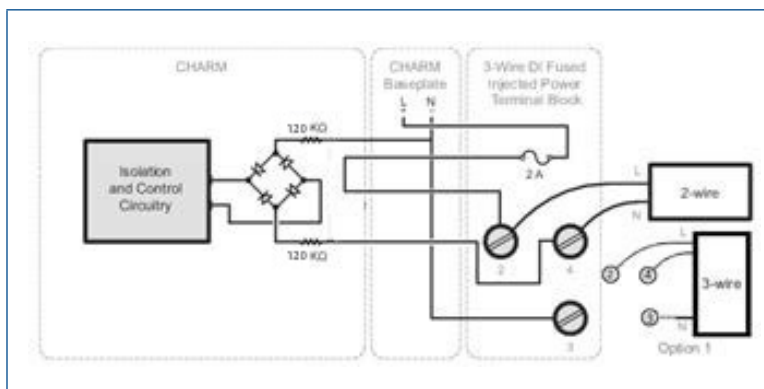 CHARM
CHARM
Baseplate
L N
3-Wire DI Fused
Injected Power
Terminal Block
120 KΩ
Isolation
and Control
Circuitry
2 A
L
2-wire
N
120 KΩ
2
4
L
2
4
3-wire
3
N
3
Option 1